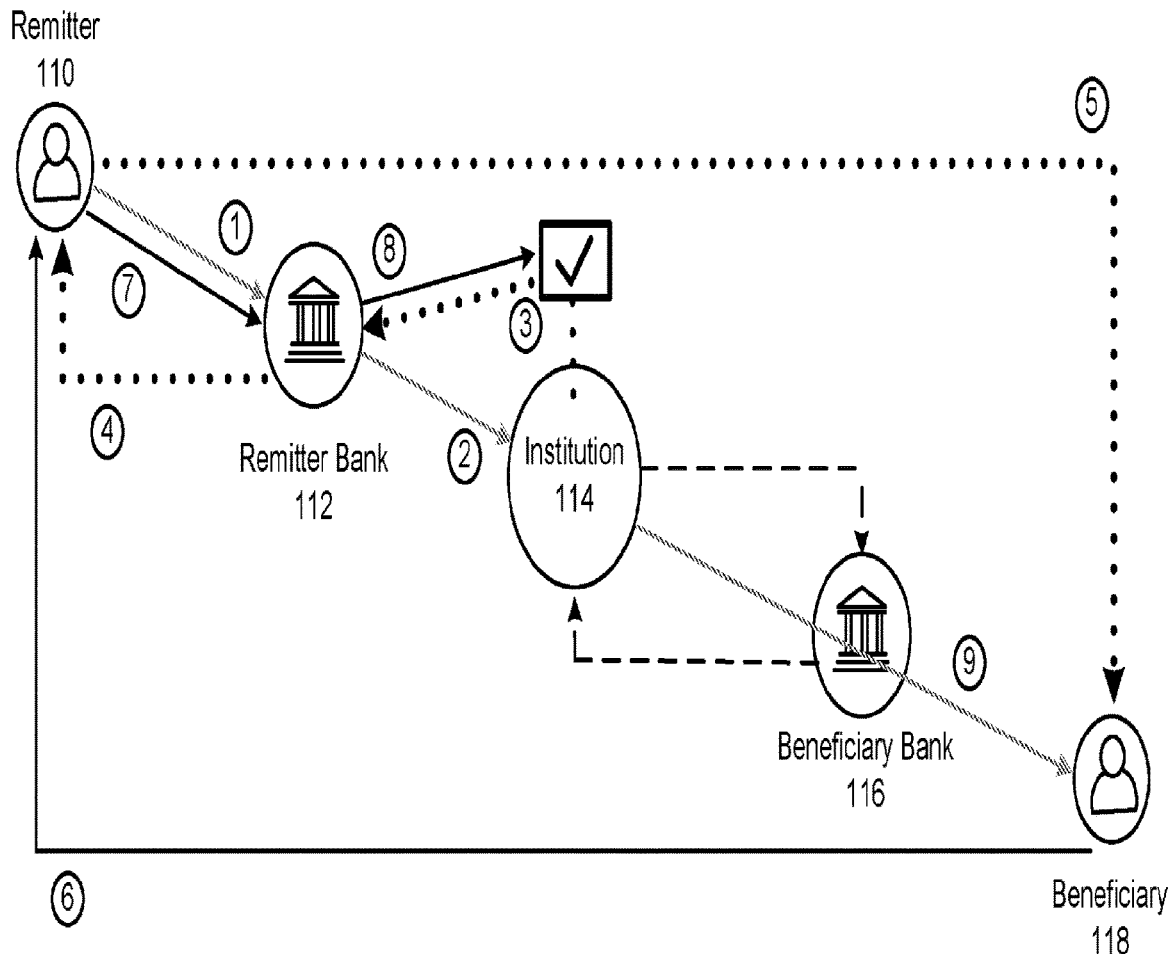 Remitter
110
5
1
8
7
3
4
2
Remitter Bank
112
Institution
114
9
Beneficiary Bank
116
6
Beneficiary
118